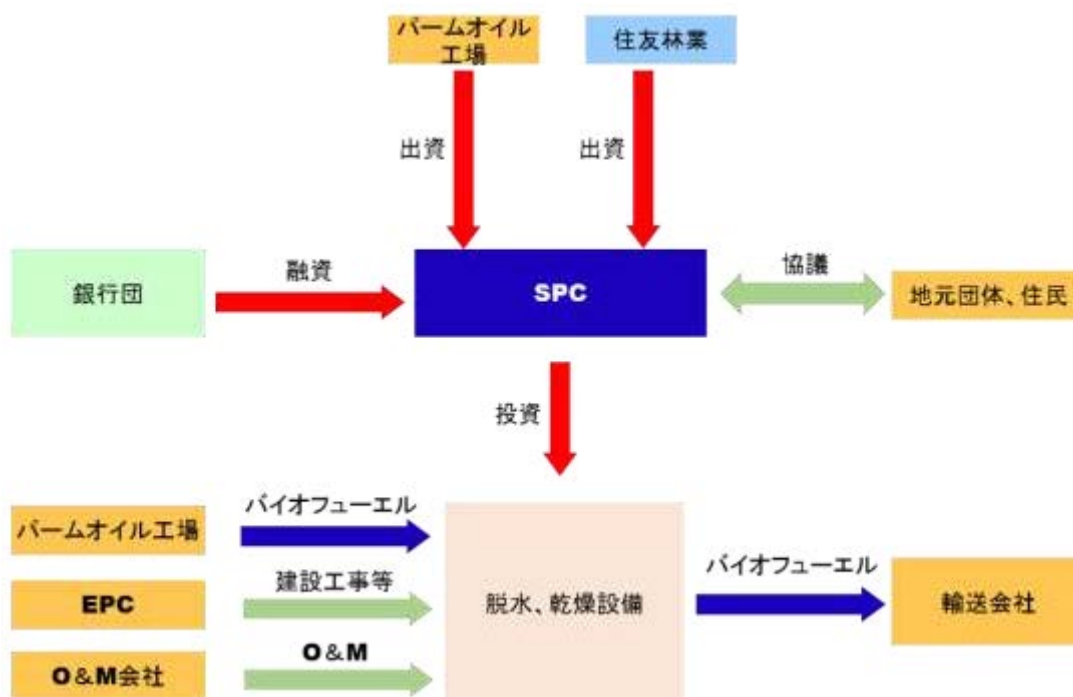 パームオイル
工場
住友林業
出資
出資
銀行団
融資
SPC
協議
地元団体、住民
投資
パームオイル工場
バイオフューエル
EPC
建設工事等
O&M会社
O&M
脱水、乾燥設備
バイオフューエル
輸送会社